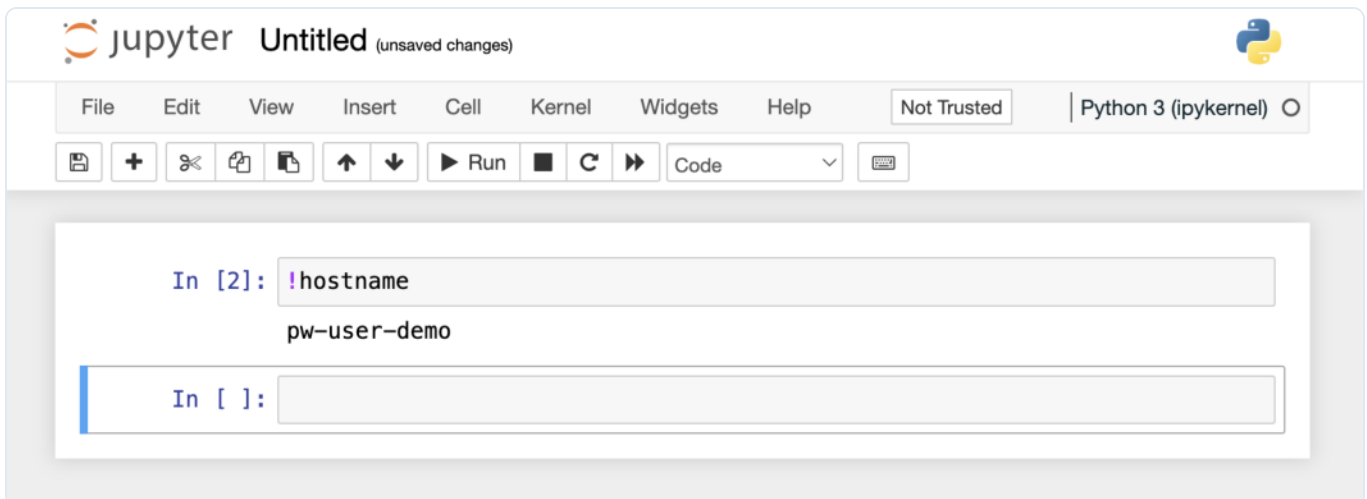 jupyter Untitled (unsaved changes)
File Edit View Insert Cell Kernel Widgets Help Not Trusted Python 3 (ipykernel)
Run Code
In [2]: !hostname
pw-user-demo
In [ ]: